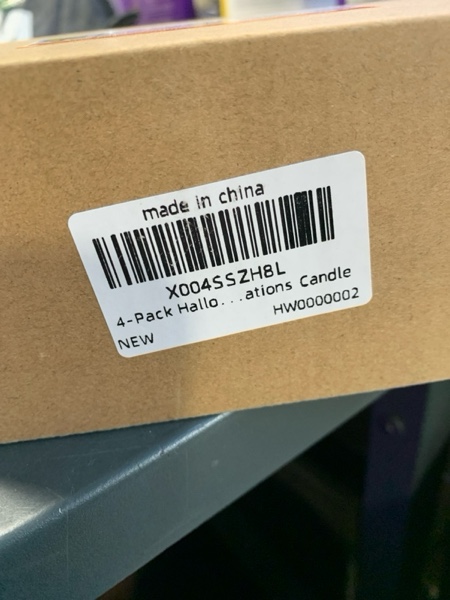 made in china
X004SSZH8L
4-Pack Hallo...ations Candle
NEW
HW0000002